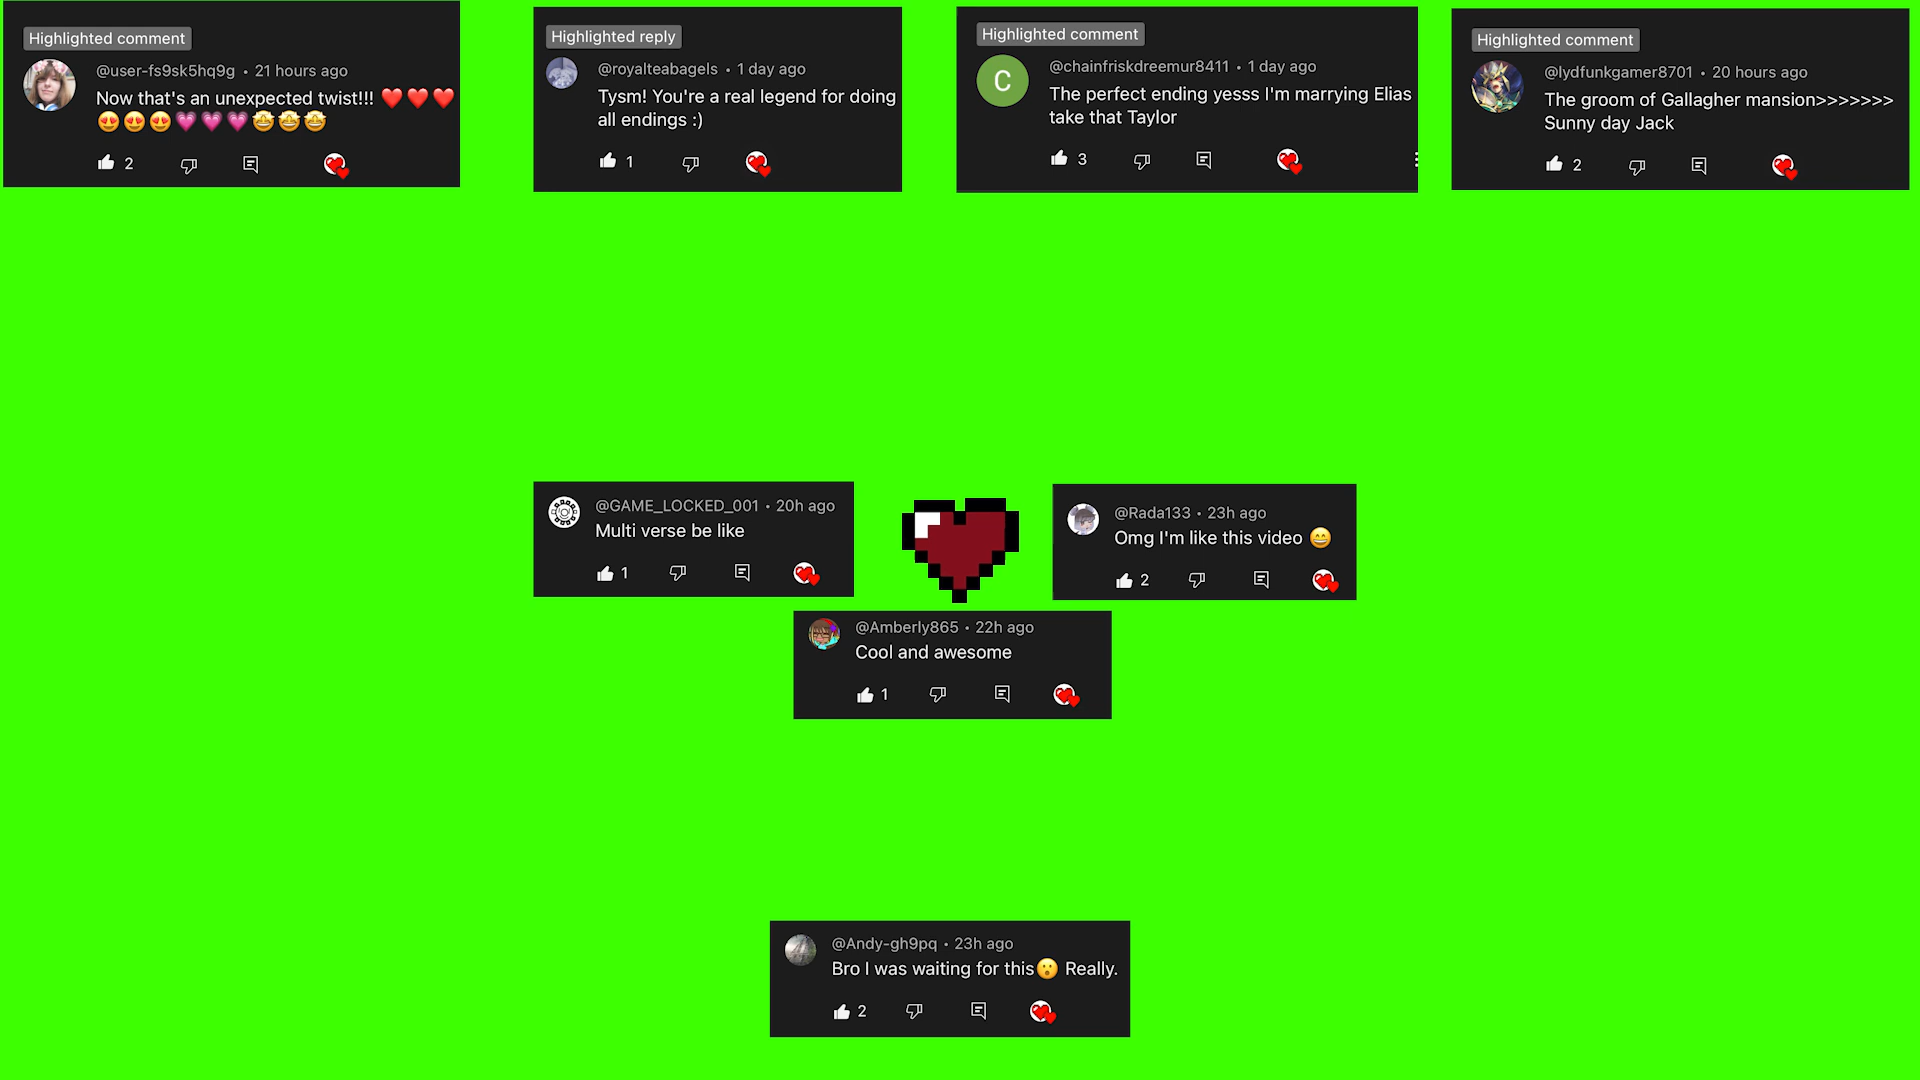 Highlighted comment
@user-fs9sk5hq9g • 21 hours ago
Now that's an unexpected twist!!! ❤️❤️❤️
😍😍😍💗💗💗🤩🤩🤩
2
Highlighted reply
@royalteabagels • 1 day ago
Tysm! You're a real legend for doing
all endings :)
1
Highlighted comment
C
@chainfriskdreemur8411 • 1 day ago
The perfect ending yesss I'm marrying Elias
take that Taylor
3
Highlighted comment
@lydfunkgamer8701 • 20 hours ago
The groom of Gallagher mansion>>>>>>>
Sunny day Jack
2
@GAME_LOCKED_001 • 20h ago
Multi verse be like
1
@Rada133 • 23h ago
Omg I'm like this video 😄
2
@Amberly865 • 22h ago
Cool and awesome
1
@Andy-gh9pq • 23h ago
Bro I was waiting for this😮 Really.
2